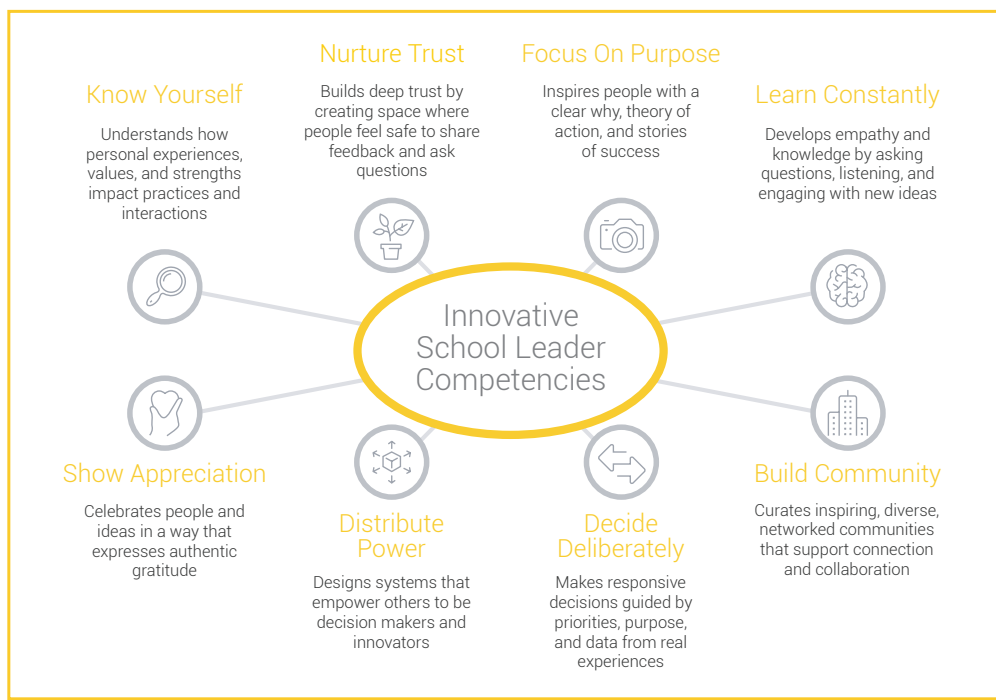 Know Yourself
Understands how
personal experiences,
values, and strengths
impact practices and
interactions
Nurture Trust
Builds deep trust by
creating space where
people feel safe to share
feedback and ask
questions
Focus On Purpose
Inspires people with a
clear why, theory of
action, and stories
of success
Learn Constantly
Develops empathy and
knowledge by asking
questions, listening, and
engaging with new ideas
Innovative
School Leader
Competencies
Show Appreciation
Celebrates people and
ideas in a way that
expresses authentic
gratitude
Distribute
Power
Designs systems that
empower others to be
decision makers and
innovators
Decide
Deliberately
Makes responsive
decisions guided by
priorities, purpose,
and data from real
experiences
Build Community
Curates inspiring, diverse,
networked communities
that support connection
and collaboration